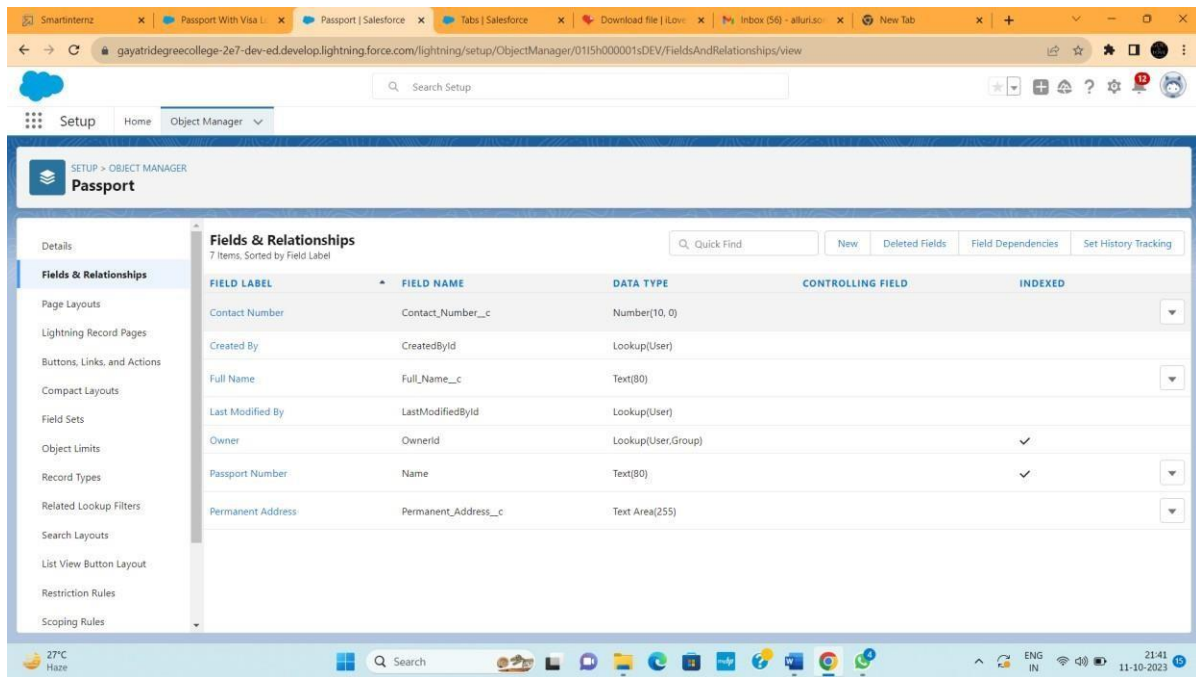 Smartinternz
Passport With Visa L
Passport | Salesforce
Tabs | Salesforce
Download file | iLove
Inbox (56) - alluri.so
New Tab
gayatridegreecollege-2e7-dev-ed.develop.lightning.force.com/lightning/setup/ObjectManager/01I5h000001sDEV/FieldsAndRelationships/view
Search Setup
12
Setup Home Object Manager
SETUP > OBJECT MANAGER
Passport
Details
Fields & Relationships
Page Layouts
Lightning Record Pages
Buttons, Links, and Actions
Compact Layouts
Field Sets
Object Limits
Record Types
Related Lookup Filters
Search Layouts
List View Button Layout
Restriction Rules
Scoping Rules
Fields & Relationships
7 Items, Sorted by Field Label
Quick Find
New
Deleted Fields
Field Dependencies
Set History Tracking
FIELD LABEL FIELD NAME DATA TYPE CONTROLLING FIELD INDEXED
Contact Number Contact_Number__c Number(10, 0)
Created By CreatedById Lookup(User)
Full Name Full_Name__c Text(80)
Last Modified By LastModifiedById Lookup(User)
Owner OwnerId Lookup(User,Group)
Passport Number Name Text(80)
Permanent Address Permanent_Address__c Text Area(255)
27°C
Haze
Search
4
ENG
IN
21:41
11-10-2023
15